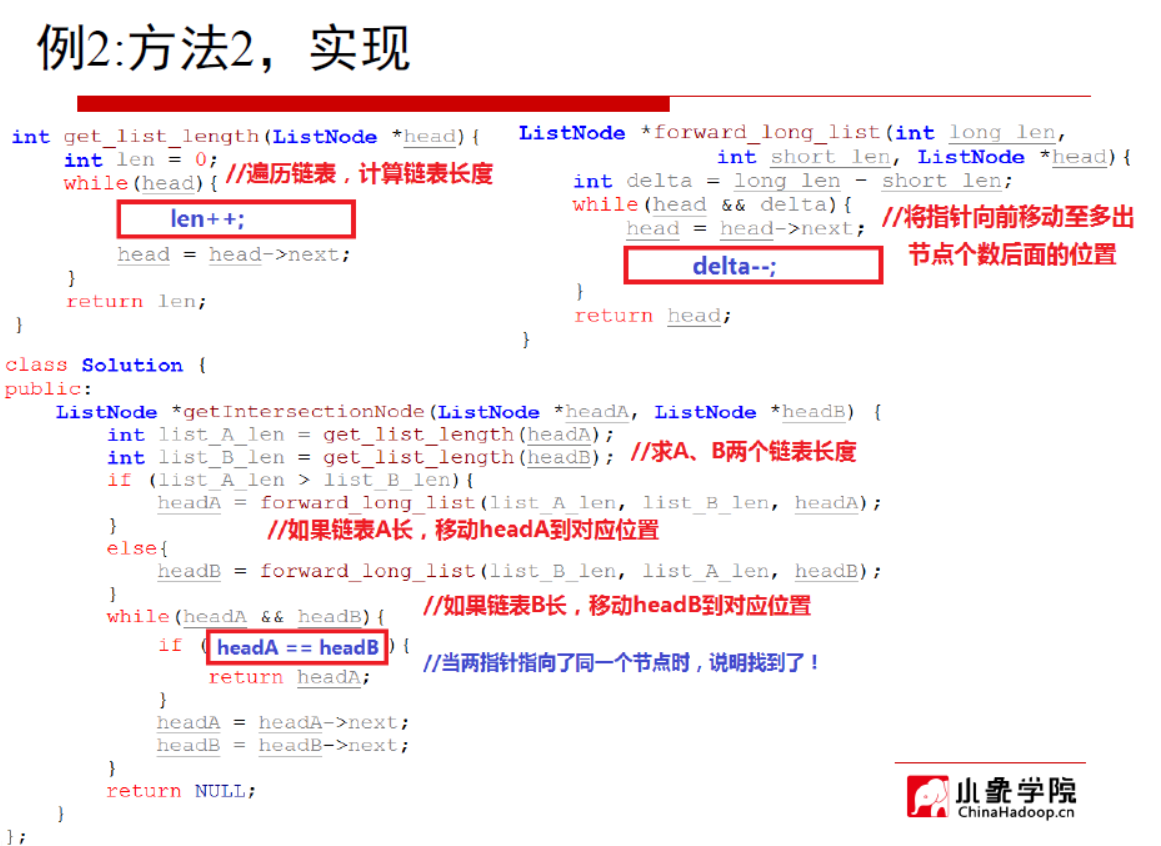 例2:方法2，实现
int get_list_length(ListNode *head){
int len = 0;
while(head){ //遍历链表，计算链表长度
len++;
head = head->next;
}
return len;
}
ListNode *forward_long_list(int long_len,
int short_len, ListNode *head){
int delta = long_len - short_len;
while(head && delta){
head = head->next; //将指针向前移动至多出
节点个数后面的位置
delta--;
}
return head;
}
class Solution {
public:
ListNode *getIntersectionNode(ListNode *headA, ListNode *headB) {
int list_A_len = get_list_length(headA);
int list_B_len = get_list_length(headB); //求A、B两个链表长度
if (list_A_len > list_B_len){
headA = forward_long_list(list_A_len, list_B_len, headA);
} //如果链表A长，移动headA到对应位置
else{
headB = forward_long_list(list_B_len, list_A_len, headB);
} //如果链表B长，移动headB到对应位置
while(headA && headB){
if (headA == headB){ //当两指针指向了同一个节点时，说明找到了！
return headA;
}
headA = headA->next;
headB = headB->next;
}
return NULL;
}
};
小象学院
ChinaHadoop.cn